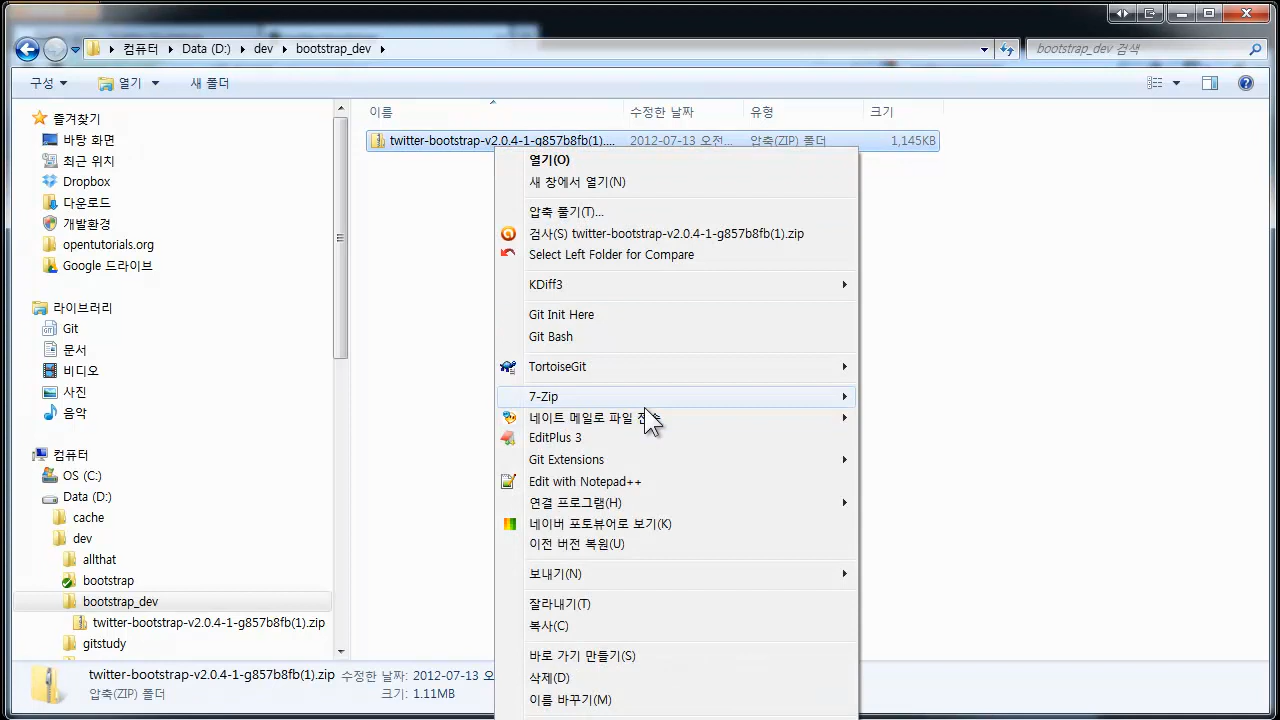 컴퓨터 ▸ Data (D:) ▸ dev ▸ bootstrap_dev ▸
bootstrap_dev 검색
구성
열기
새 폴더
이름
수정한 날짜
유형
크기
twitter-bootstrap-v2.0.4-1-g857b8fb(1)....
2012-07-13 오전...
압축(ZIP) 폴더
1,145KB
즐겨찾기
바탕 화면
최근 위치
Dropbox
다운로드
개발환경
opentutorials.org
Google 드라이브
라이브러리
Git
문서
비디오
사진
음악
컴퓨터
OS (C:)
Data (D:)
cache
dev
allthat
bootstrap
bootstrap_dev
twitter-bootstrap-v2.0.4-1-g857b8fb(1).zip
gitstudy
열기(O)
새 창에서 열기(N)
압축 풀기(T)...
검사(S) twitter-bootstrap-v2.0.4-1-g857b8fb(1).zip
Select Left Folder for Compare
KDiff3
Git Init Here
Git Bash
TortoiseGit
7-Zip
네이트 메일로 파일
EditPlus 3
Git Extensions
Edit with Notepad++
연결 프로그램(H)
네이버 포토뷰어로 보기(K)
이전 버전 복원(U)
보내기(N)
잘라내기(T)
복사(C)
바로 가기 만들기(S)
삭제(D)
이름 바꾸기(M)
twitter-bootstrap-v2.0.4-1-g857b8fb(1).zip
수정한 날짜: 2012-07-13 오
압축(ZIP) 폴더
크기: 1.11MB